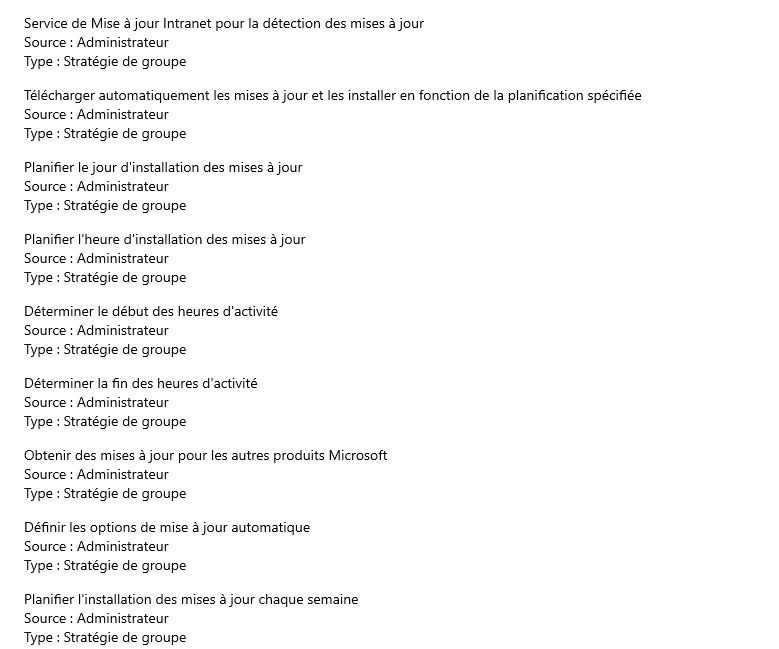 Service de Mise à jour Intranet pour la détection des mises à jour
Source : Administrateur
Type : Stratégie de groupe
Télécharger automatiquement les mises à jour et les installer en fonction de la planification spécifiée
Source : Administrateur
Type : Stratégie de groupe
Planifier le jour d'installation des mises à jour
Source : Administrateur
Type : Stratégie de groupe
Planifier l'heure d'installation des mises à jour
Source : Administrateur
Type : Stratégie de groupe
Déterminer le début des heures d'activité
Source : Administrateur
Type : Stratégie de groupe
Déterminer la fin des heures d'activité
Source : Administrateur
Type : Stratégie de groupe
Obtenir des mises à jour pour les autres produits Microsoft
Source : Administrateur
Type : Stratégie de groupe
Définir les options de mise à jour automatique
Source : Administrateur
Type : Stratégie de groupe
Planifier l'installation des mises à jour chaque semaine
Source : Administrateur
Type : Stratégie de groupe